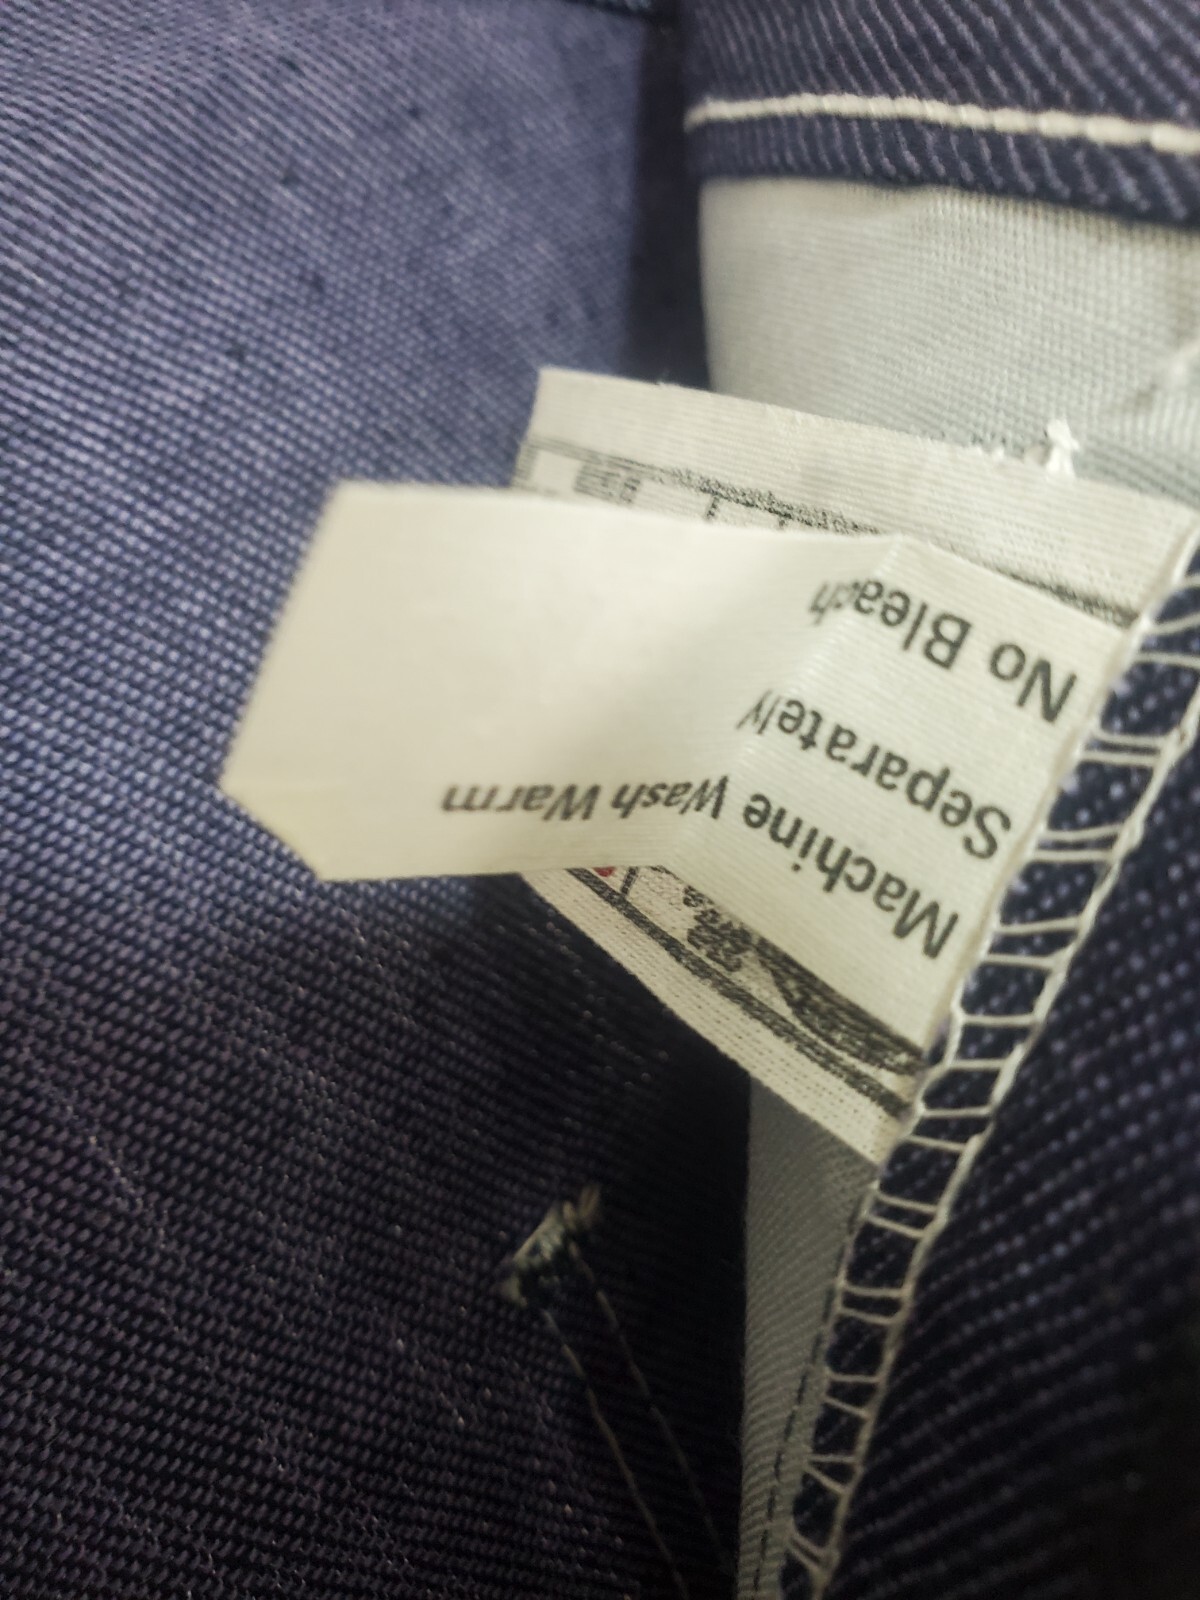 Machine Wash Warm
Separately
No Bleach